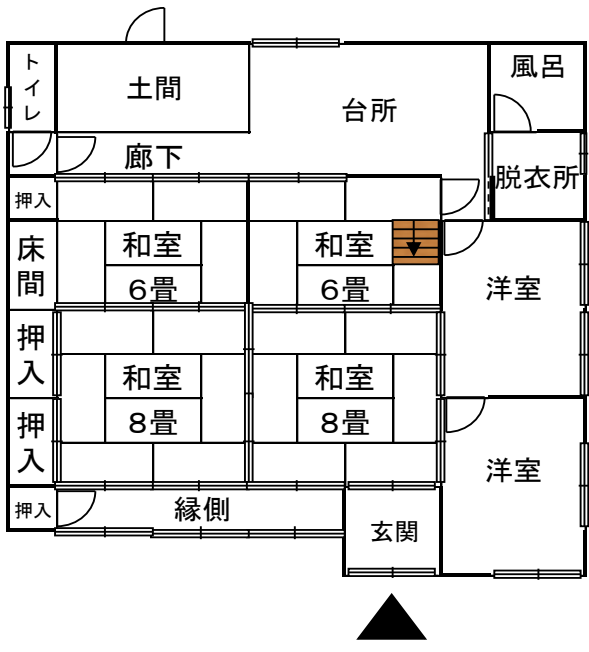 トイレ
土間
台所
風呂
廊下
脱衣所
押入
床間
和室
6畳
和室
6畳
洋室
押入
和室
8畳
和室
8畳
押入
洋室
押入
縁側
玄関